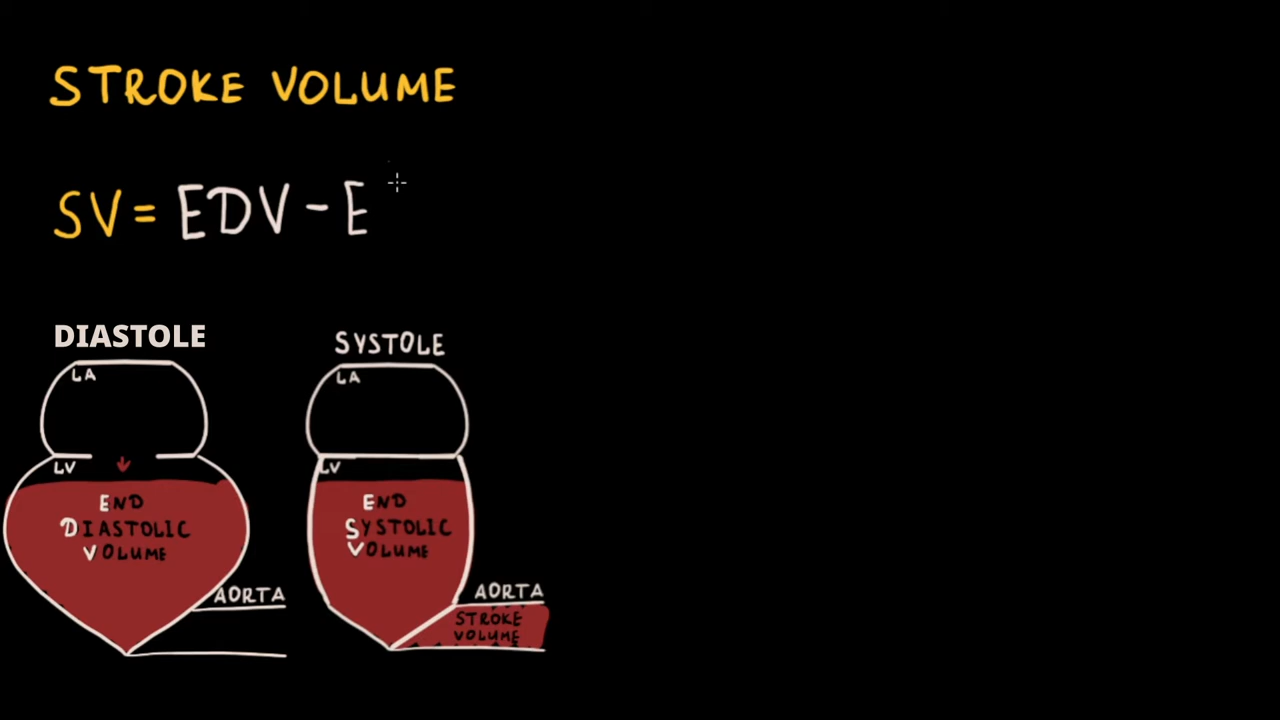 STROKE VOLUME
SV = EDV - E
DIASTOLE
LA
LV
END
DIASTOLIC
VOLUME
AORTA
SYSTOLE
LA
LV
END
SYSTOLIC
VOLUME
AORTA
STROKE
VOLUME